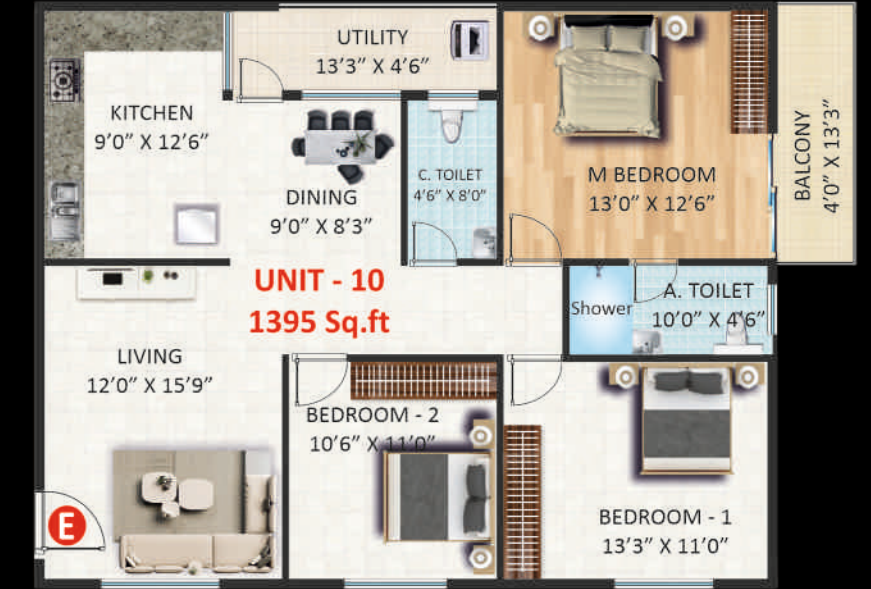 UTILITY
13'3" X 4'6"
KITCHEN
9'0" X 12'6"
DINING
9'0" X 8'3"
C. TOILET
4'6" X 8'0"
M BEDROOM
13'0" X 12'6"
BALCONY
4'0" X 13'3"
UNIT - 10
1395 Sq.ft
Shower
A. TOILET
10'0" X 4'6"
LIVING
12'0" X 15'9"
BEDROOM - 2
10'6" X 11'0"
BEDROOM - 1
13'3" X 11'0"
E